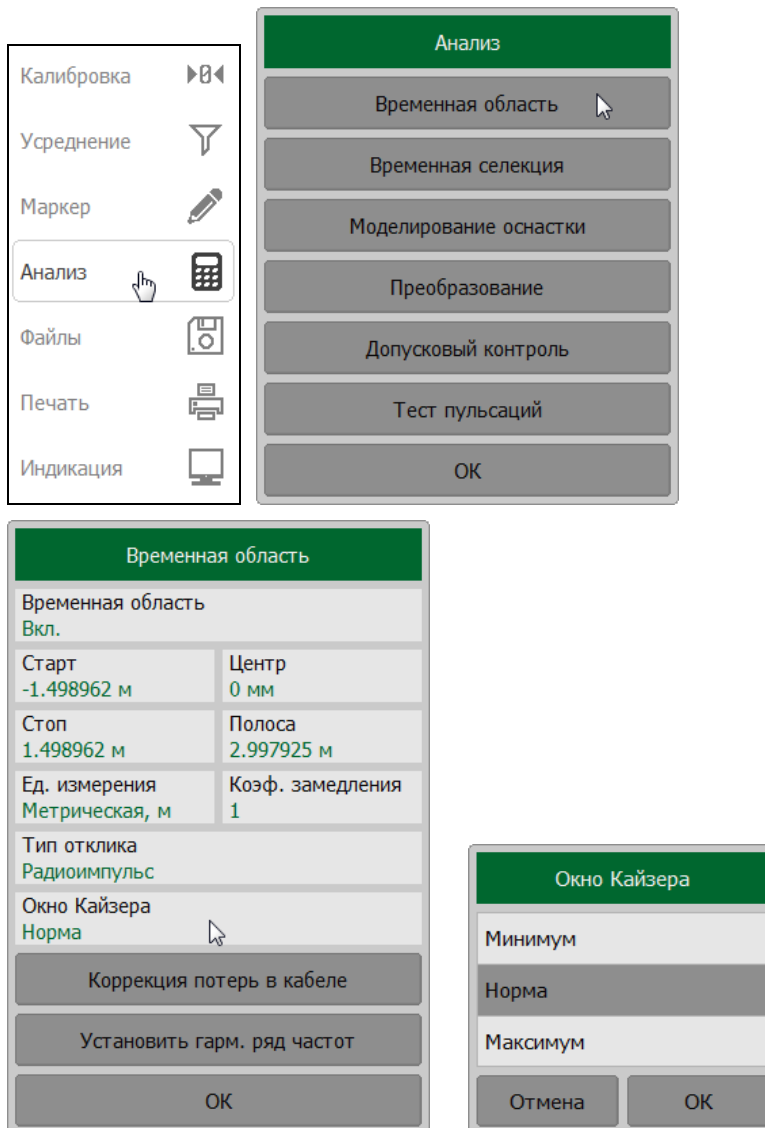 Калибровка
Усреднение
Маркер
Анализ
Файлы
Печать
Индикация
Анализ
Временная область
Временная селекция
Моделирование оснастки
Преобразование
Допусковый контроль
Тест пульсаций
ОК
Временная область
Временная область
Вкл.
Старт
-1.498962 м
Центр
0 мм
Стоп
1.498962 м
Полоса
2.997925 м
Ед. измерения
Метрическая, м
Коэф. замедления
1
Тип отклика
Радиоимпульс
Окно Кайзера
Норма
Коррекция потерь в кабеле
Установить гарм. ряд частот
ОК
Окно Кайзера
Минимум
Норма
Максимум
Отмена
ОК